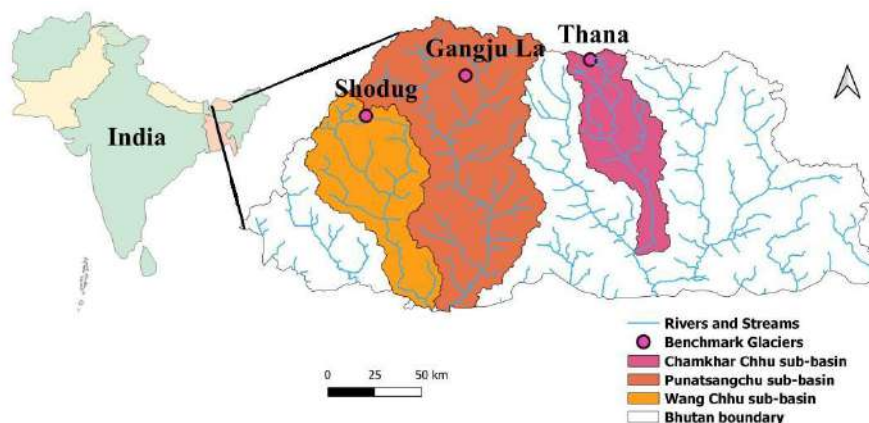 Thana
Gangju La
Shodug
India
Rivers and Streams
Benchmark Glaciers
Chamkhar Chhu sub-basin
Punatsangchu sub-basin
Wang Chhu sub-basin
Bhutan boundary
0 25 50 km